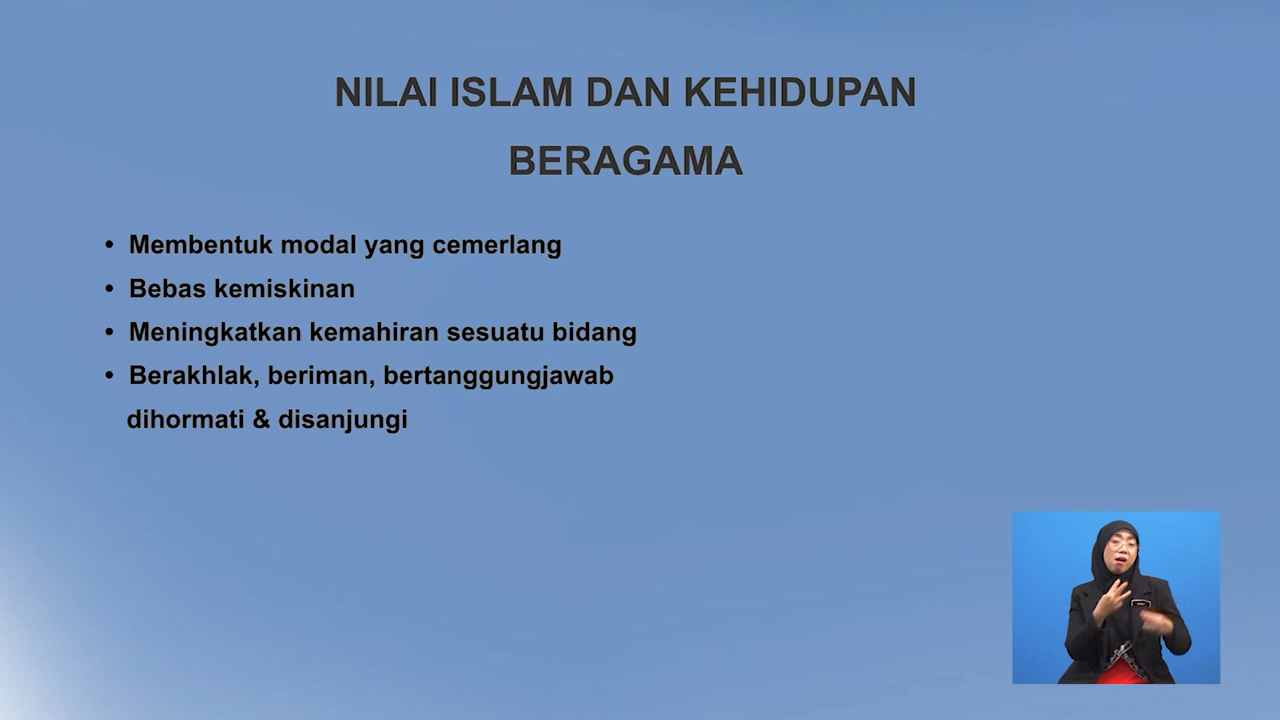 NILAI ISLAM DAN KEHIDUPAN
BERAGAMA
• Membentuk modal yang cemerlang
• Bebas kemiskinan
• Meningkatkan kemahiran sesuatu bidang
• Berakhlak, beriman, bertanggungjawab
dihormati & disanjungi